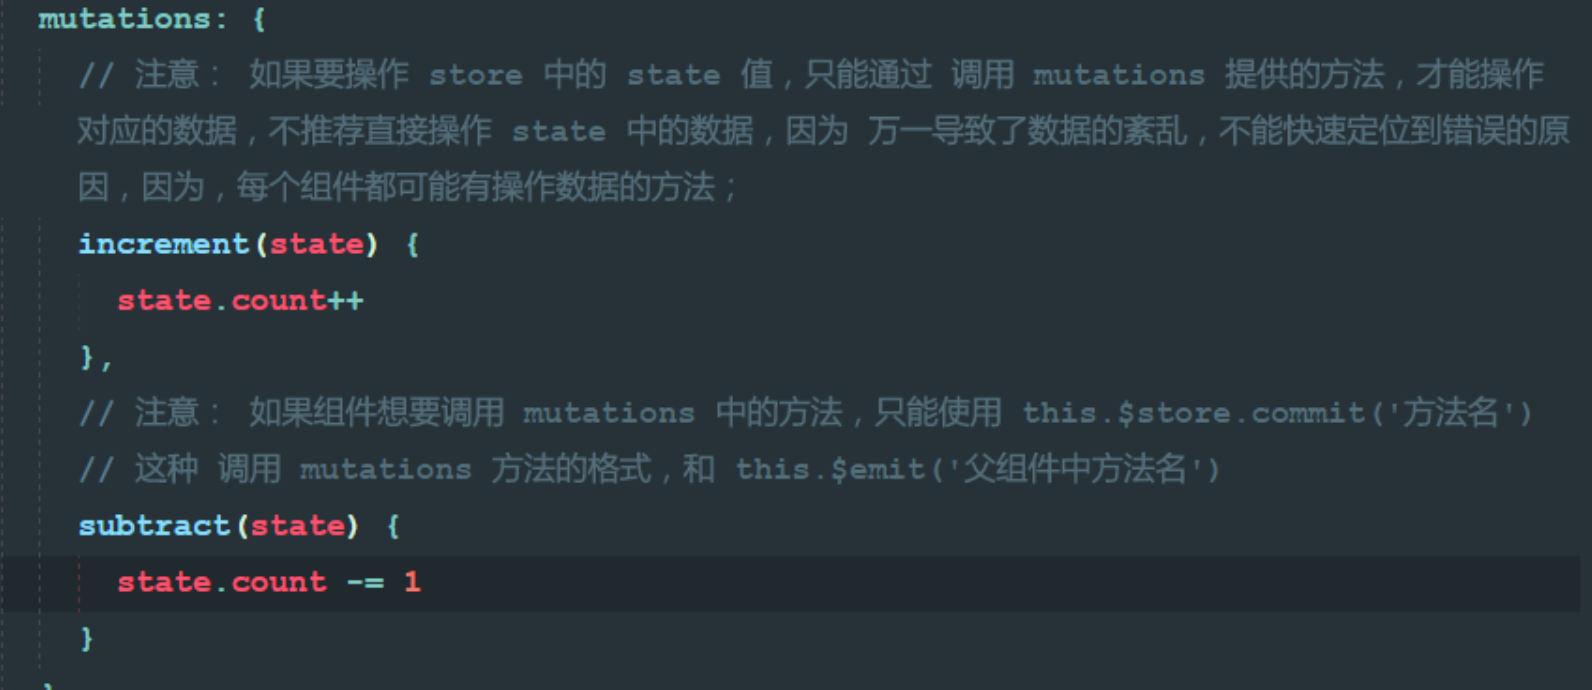 mutations: {
// 注意： 如果要操作 store 中的 state 值，只能通过 调用 mutations 提供的方法，才能操作
对应的数据，不推荐直接操作 state 中的数据，因为 万一导致了数据的紊乱，不能快速定位到错误的原
因，因为，每个组件都可能有操作数据的方法；
increment(state) {
state.count++
},
// 注意： 如果组件想要调用 mutations 中的方法，只能使用 this.$store.commit('方法名')
// 这种 调用 mutations 方法的格式，和 this.$emit('父组件中方法名')
subtract(state) {
state.count -= 1
}